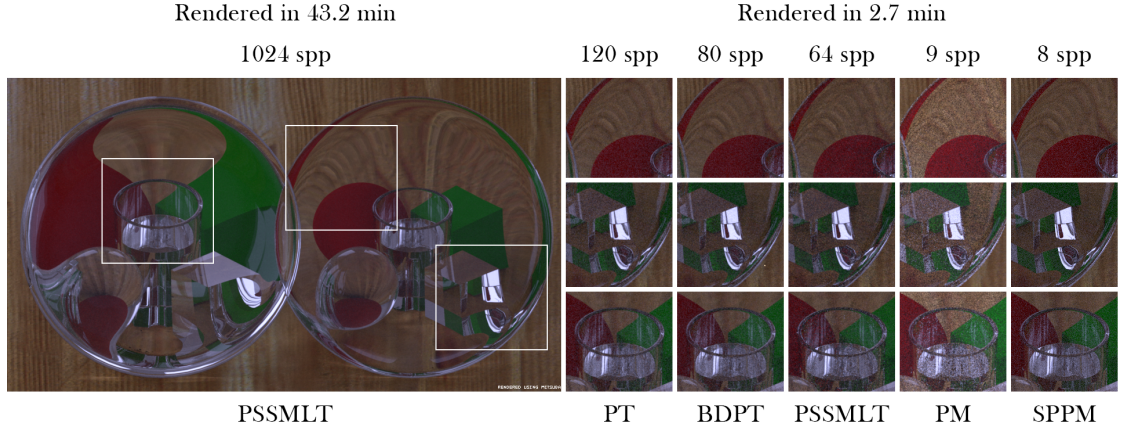 Rendered in 43.2 min
Rendered in 2.7 min
1024 spp
120 spp
80 spp
64 spp
9 spp
8 spp
RENDERED USING MITSUBA
PSSMLT
PT
BDPT
PSSMLT
PM
SPPM